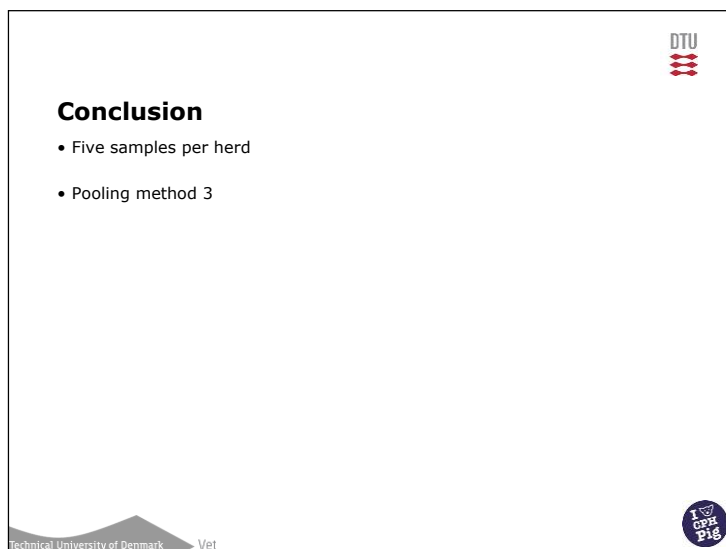 DTU
Conclusion
• Five samples per herd
• Pooling method 3
Technical University of Denmark
Vet
I
CPH
Pig